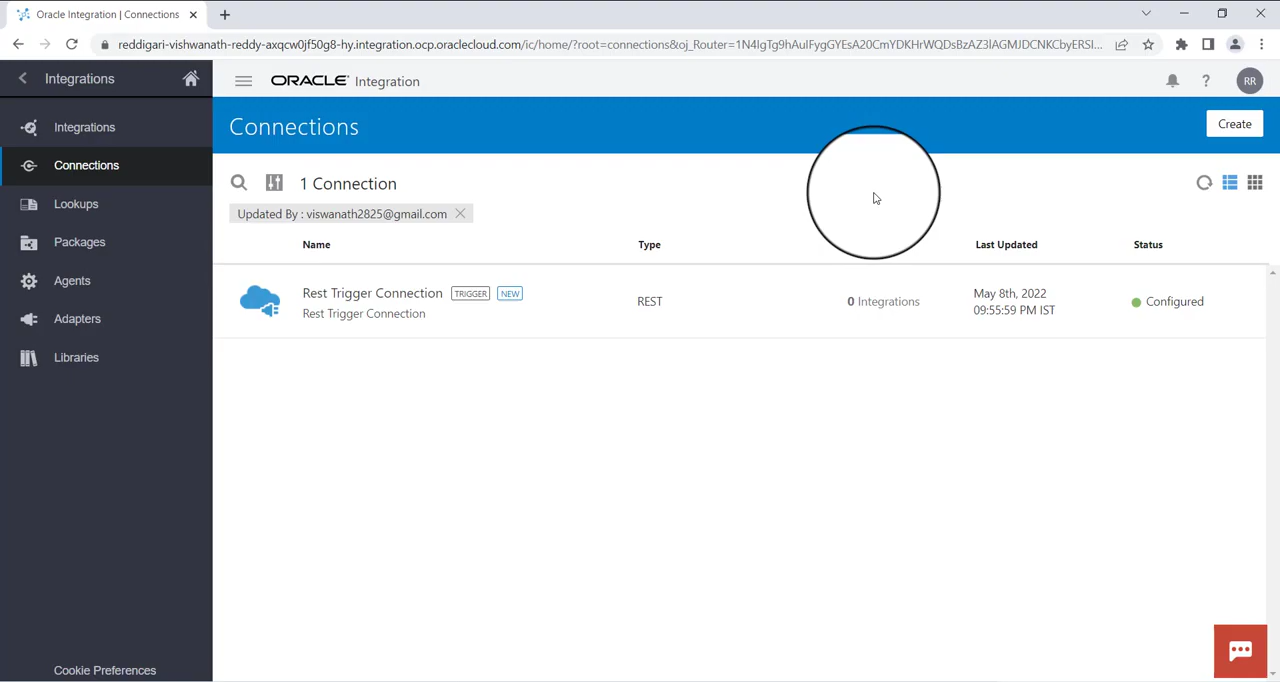 Oracle Integration | Connections
reddigari-vishwanath-reddy-axqcw0jf50g8-hy.integration.ocp.oraclecloud.com/ic/home/?root=connections&oj_Router=1N4IgTg9hAulFygGYEsA20CmYDKHrWQDsBzAZ3lAGMJDCNKCbyERSI...
Integrations
ORACLE Integration
RR
Integrations
Connections
Lookups
Packages
Agents
Adapters
Libraries
Cookie Preferences
Connections
Create
1 Connection
Updated By : viswanath2825@gmail.com
Name Type Last Updated Status
Rest Trigger Connection TRIGGER NEW
Rest Trigger Connection
REST
0 Integrations
May 8th, 2022
09:55:59 PM IST
Configured